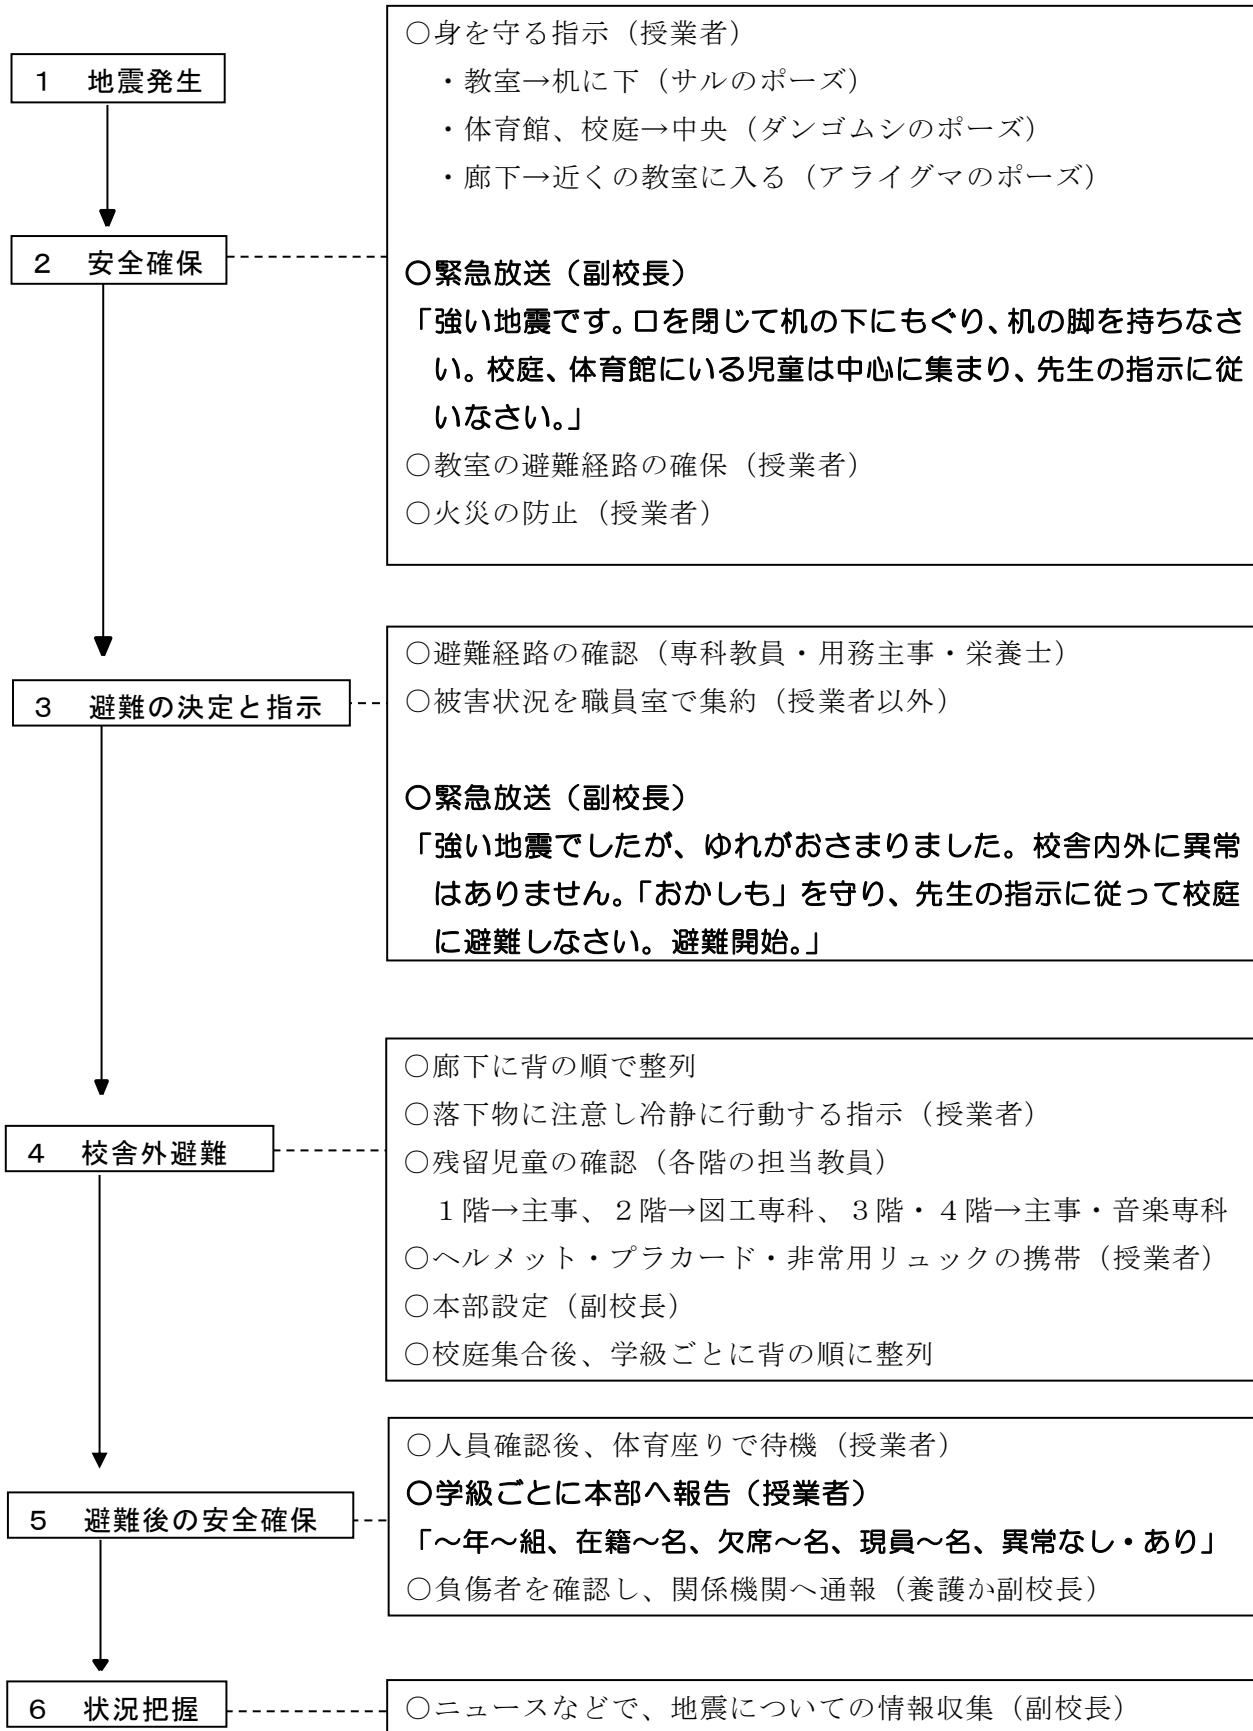 1　地震発生
○身を守る指示（授業者）
・教室→机に下（サルのポーズ）
・体育館、校庭→中央（ダンゴムシのポーズ）
・廊下→近くの教室に入る（アライグマのポーズ）
2　安全確保
○緊急放送（副校長）
「強い地震です。口を閉じて机の下にもぐり、机の脚を持ちなさ
い。校庭、体育館にいる児童は中心に集まり、先生の指示に従
いなさい。」
○教室の避難経路の確保（授業者）
○火災の防止（授業者）
3　避難の決定と指示
○避難経路の確認（専科教員・用務主事・栄養士）
○被害状況を職員室で集約（授業者以外）
○緊急放送（副校長）
「強い地震でしたが、ゆれがおさまりました。校舎内外に異常
はありません。「おかしも」を守り、先生の指示に従って校庭
に避難しなさい。避難開始。」
4　校舎外避難
○廊下に背の順で整列
○落下物に注意し冷静に行動する指示（授業者）
○残留児童の確認（各階の担当教員）
１階→主事、２階→図工専科、３階・４階→主事・音楽専科
○ヘルメット・プラカード・非常用リュックの携帯（授業者）
○本部設定（副校長）
○校庭集合後、学級ごとに背の順に整列
5　避難後の安全確保
○人員確認後、体育座りで待機（授業者）
○学級ごとに本部へ報告（授業者）
「～年～組、在籍～名、欠席～名、現員～名、異常なし・あり」
○負傷者を確認し、関係機関へ通報（養護か副校長）
6　状況把握
○ニュースなどで、地震についての情報収集（副校長）